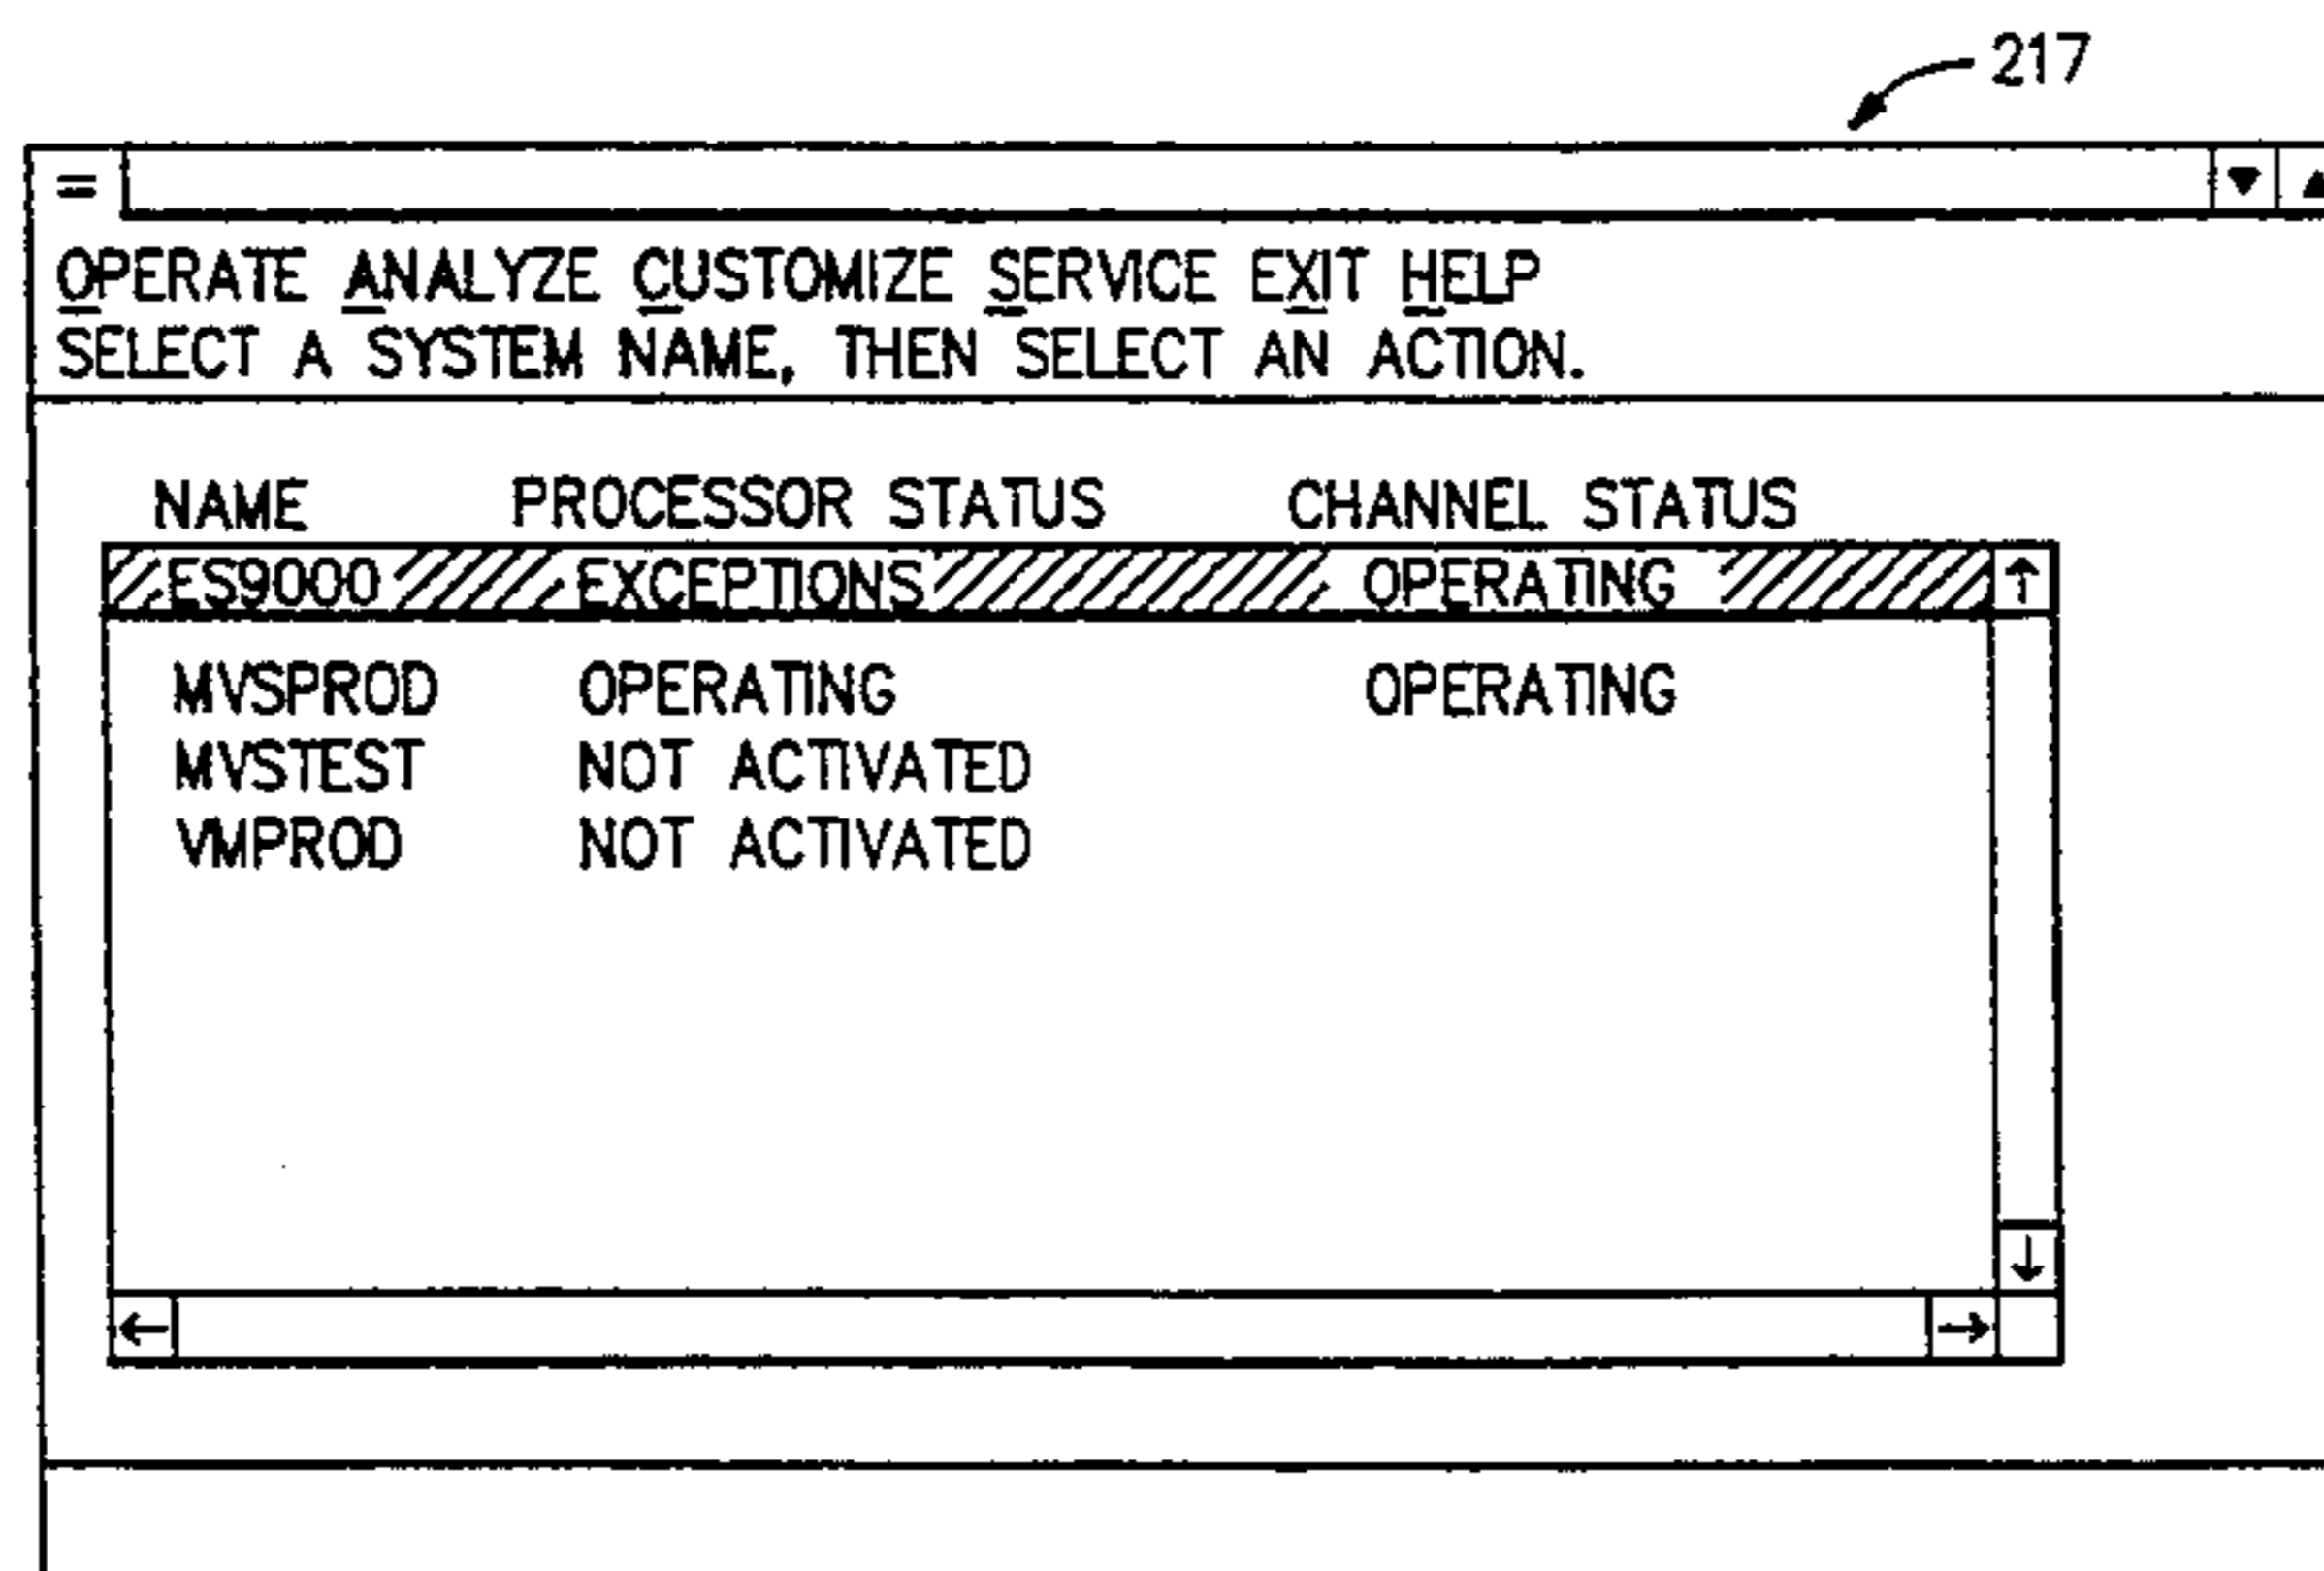 217
OPERATE ANALYZE CUSTOMIZE SERVICE EXIT HELP
SELECT A SYSTEM NAME, THEN SELECT AN ACTION.
NAME PROCESSOR STATUS CHANNEL STATUS
ES9000 EXCEPTIONS OPERATING
MVSPROD OPERATING OPERATING
MVSTEST NOT ACTIVATED
VMPROD NOT ACTIVATED